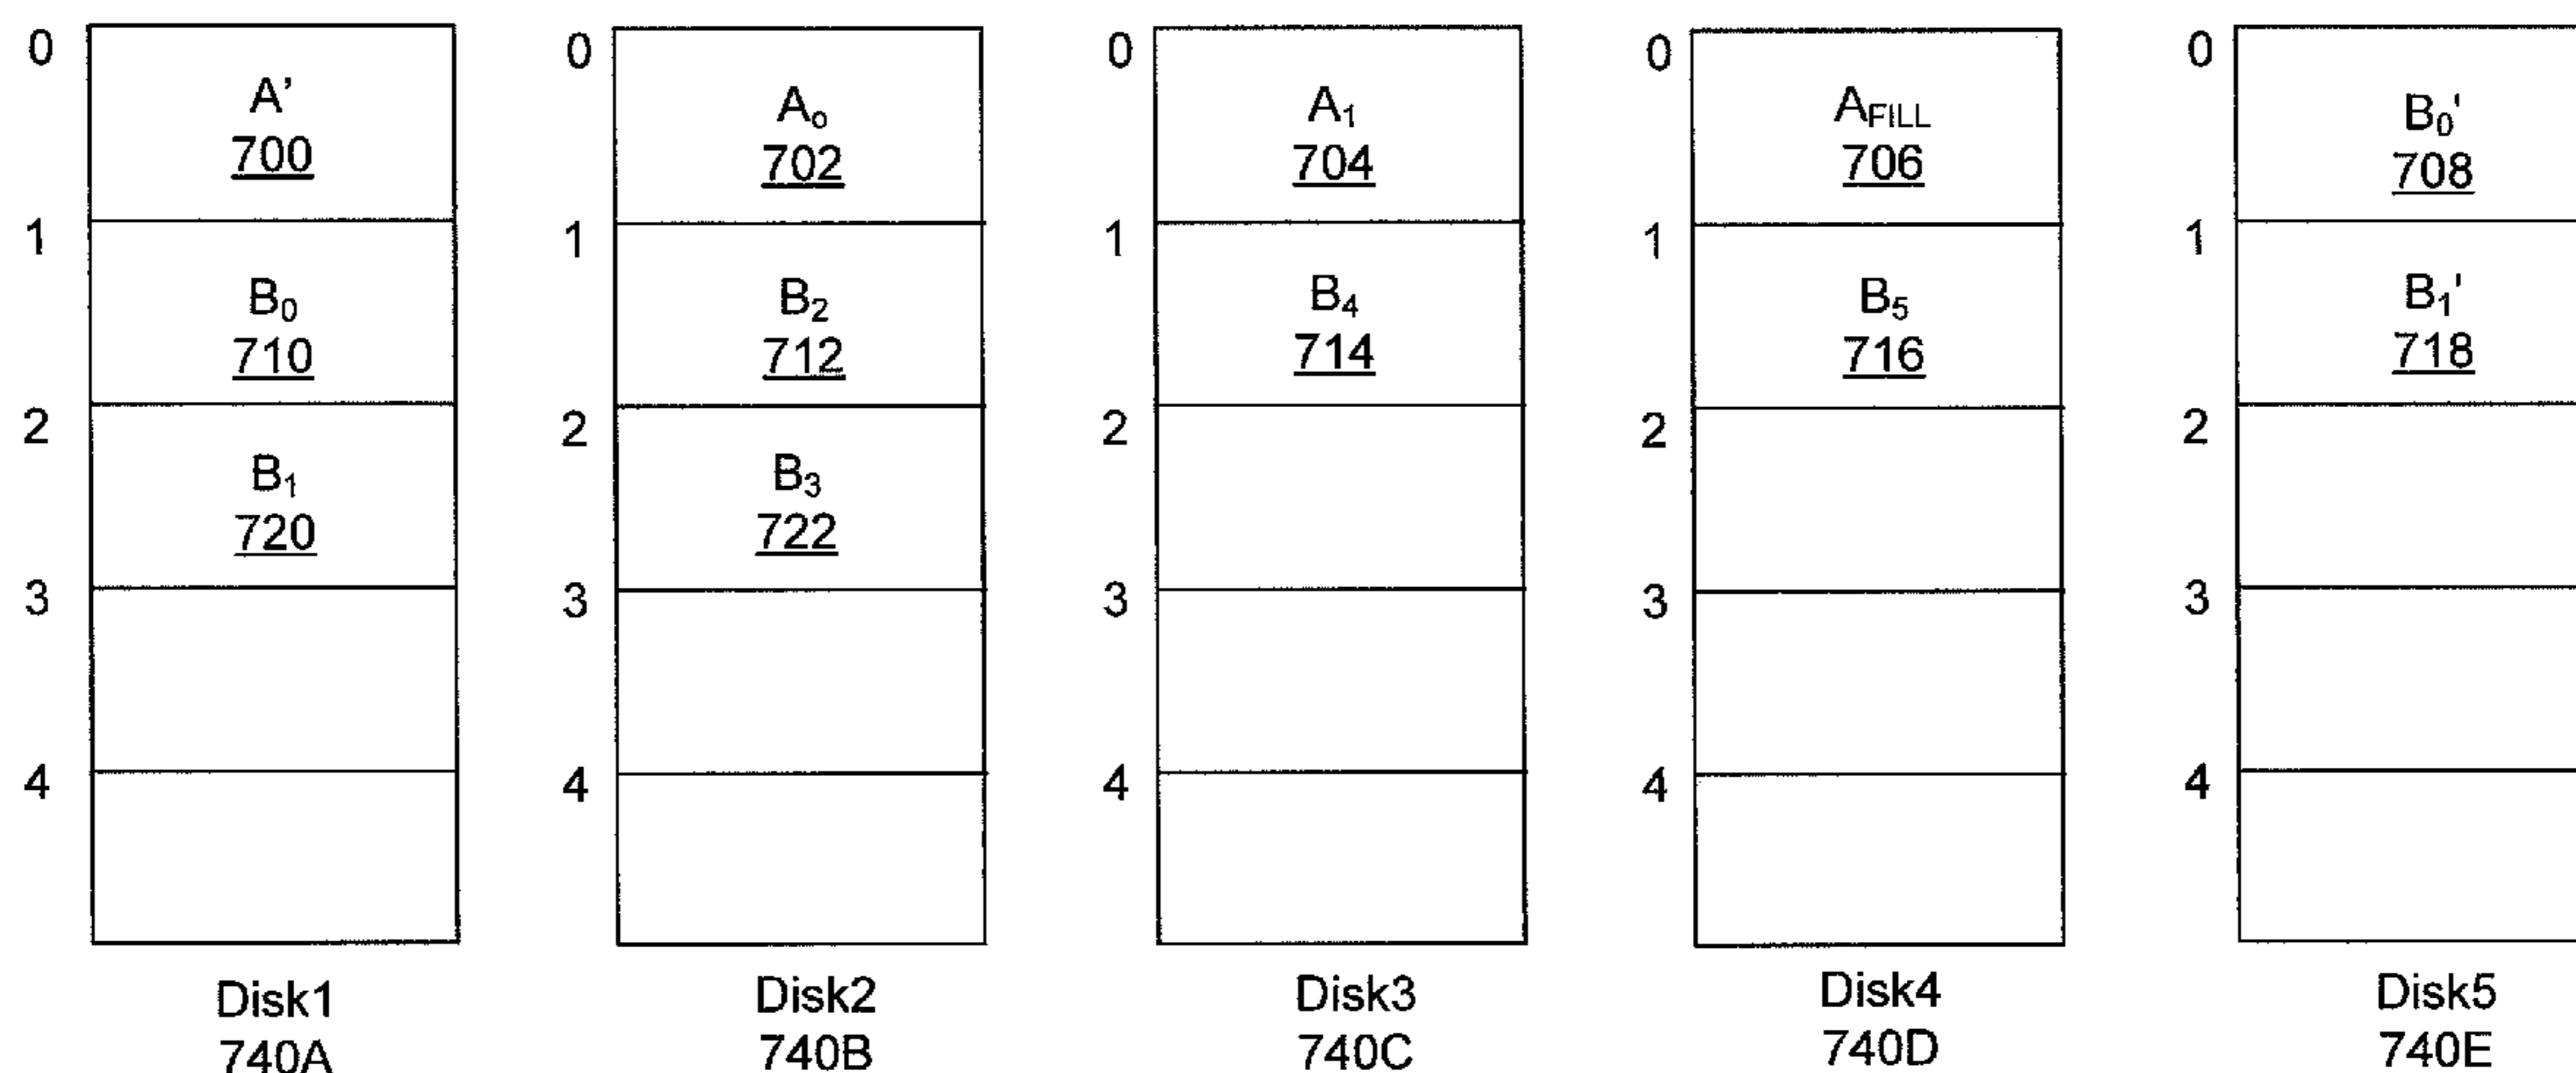 0
A'
700
1
B₀
710
2
B₁
720
3
4
Disk1
740A
0
Aₒ
702
1
B₂
712
2
B₃
722
3
4
Disk2
740B
0
A₁
704
1
B₄
714
2
3
4
Disk3
740C
0
A_FILL
706
1
B₅
716
2
3
4
Disk4
740D
0
B₀'
708
1
B₁'
718
2
3
4
Disk5
740E